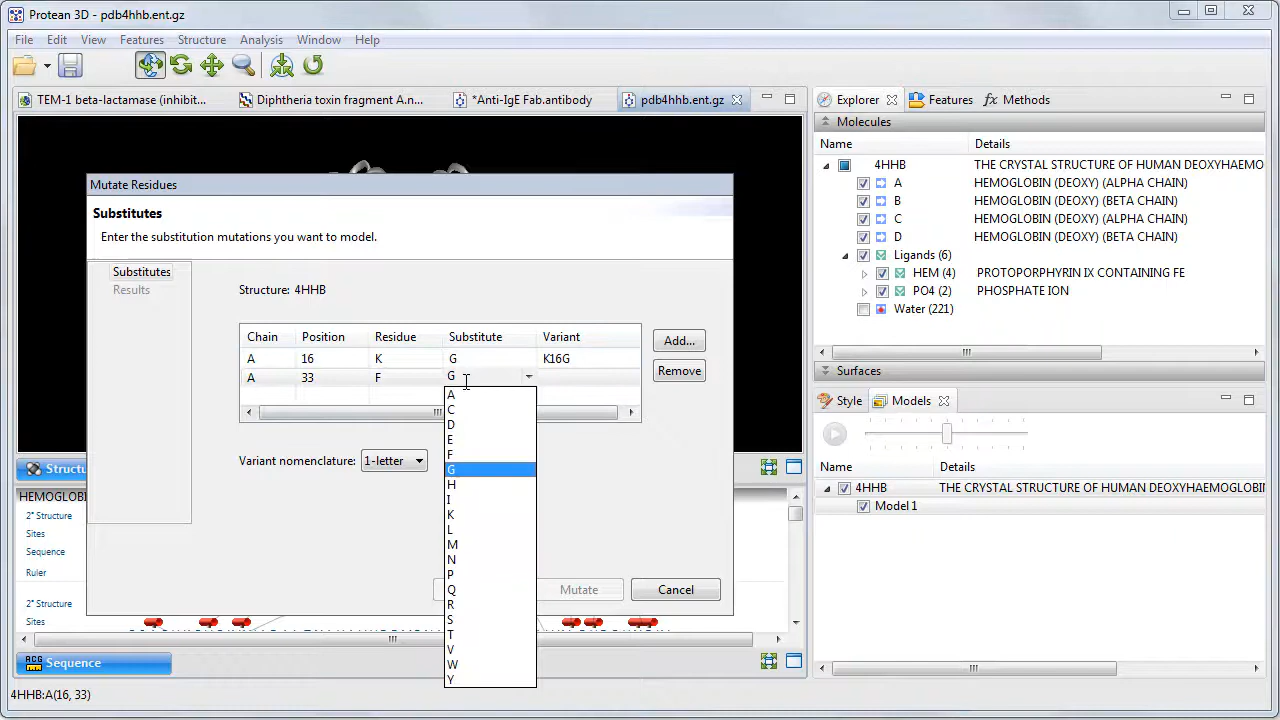 Protean 3D - pdb4hhb.ent.gz
File Edit View Features Structure Analysis Window Help
TEM-1 beta-lactamase (inhibit... Diphtheria toxin fragment A.n... *Anti-IgE Fab.antibody pdb4hhb.ent.gz
Explorer Features fx Methods
Molecules
Name Details
4HHB THE CRYSTAL STRUCTURE OF HUMAN DEOXYHAEMO
A HEMOGLOBIN (DEOXY) (ALPHA CHAIN)
B HEMOGLOBIN (DEOXY) (BETA CHAIN)
C HEMOGLOBIN (DEOXY) (ALPHA CHAIN)
D HEMOGLOBIN (DEOXY) (BETA CHAIN)
Ligands (6)
HEM (4) PROTOPORPHYRIN IX CONTAINING FE
PO4 (2) PHOSPHATE ION
Water (221)
Surfaces
Style Models
Name Details
4HHB THE CRYSTAL STRUCTURE OF HUMAN DEOXYHAEMOGLOBIN
Model 1
Mutate Residues
Substitutes
Enter the substitution mutations you want to model.
Substitutes
Results
Structure: 4HHB
Chain Position Residue Substitute Variant
A 16 K G K16G
A 33 F G
Add...
Remove
A
C
D
E
F
G
H
I
K
L
M
N
P
Q
R
S
T
V
W
Y
Variant nomenclature: 1-letter
Mutate Cancel
Structu
HEMOGLOBI
2° Structure
Sites
Sequence
Ruler
2° Structure
Sequence
4HHB:A(16, 33)